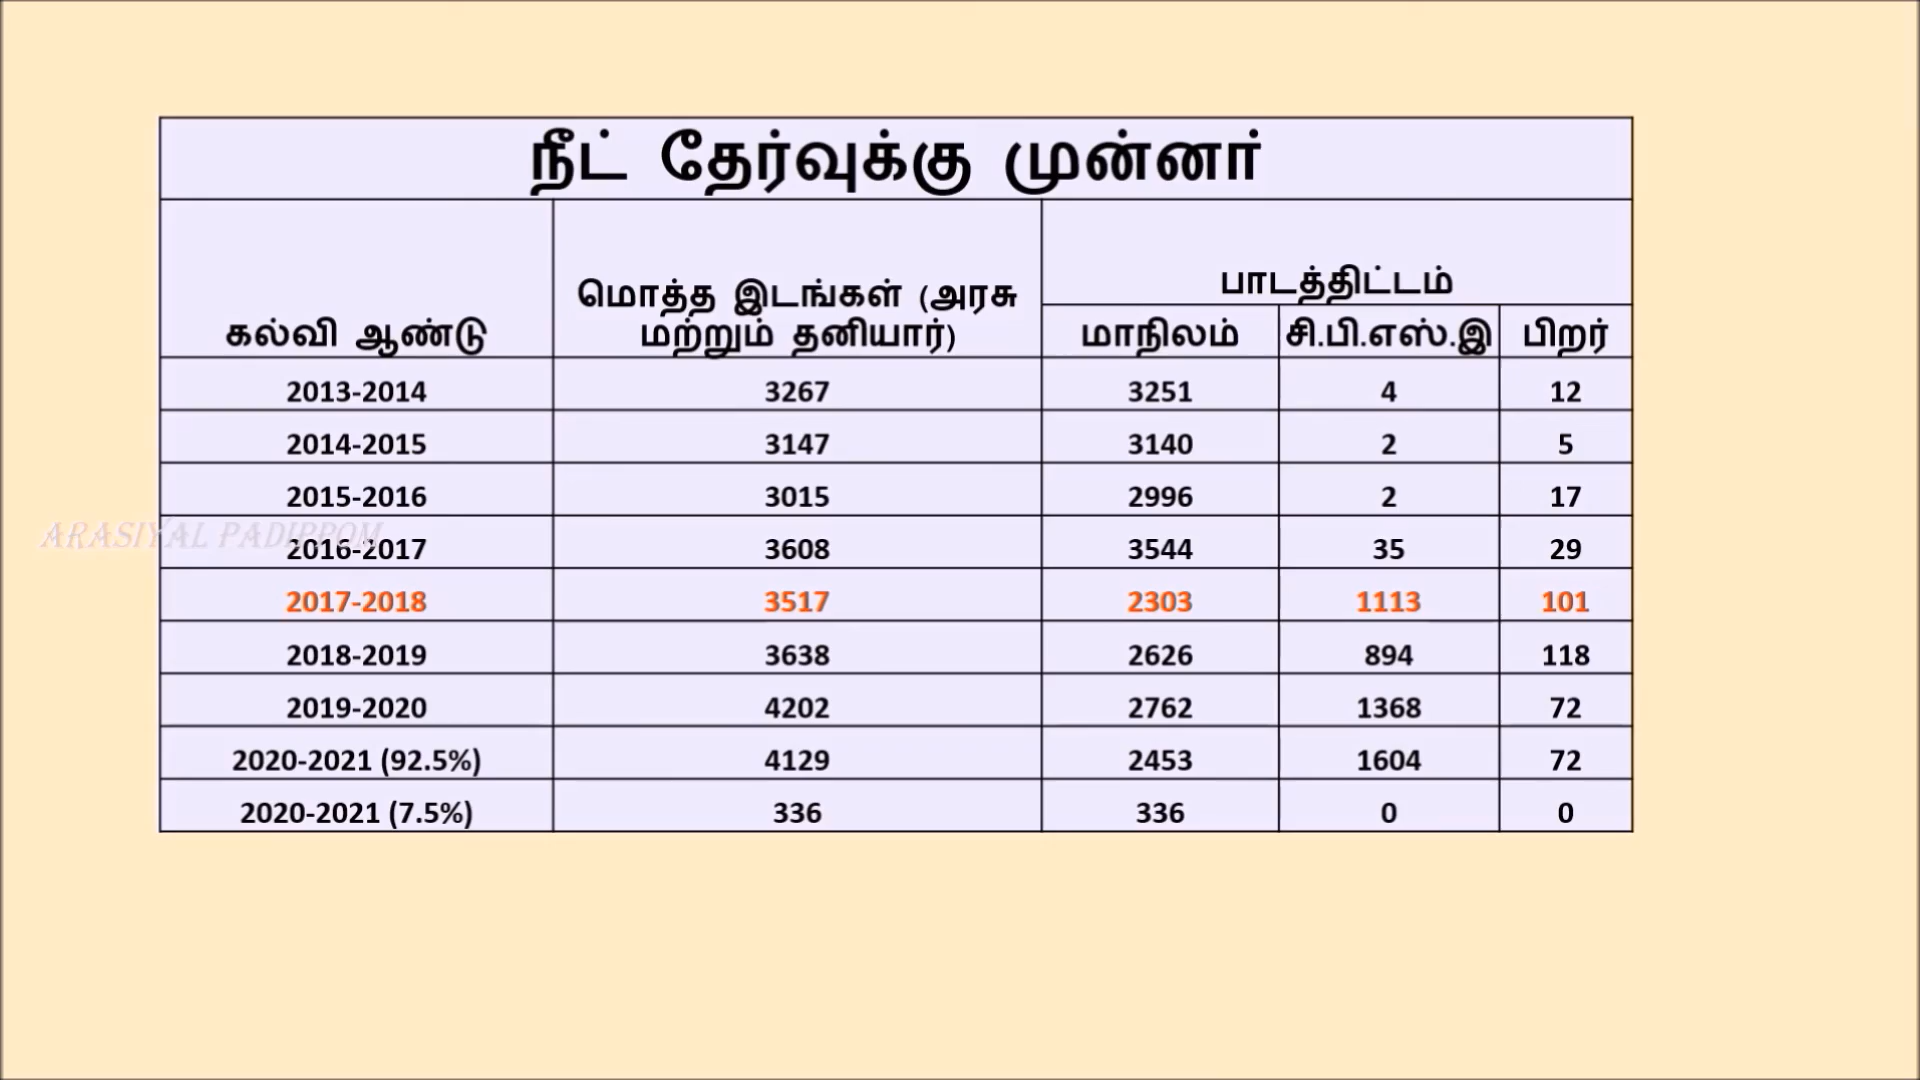 நீட் தேர்வுக்கு முன்னர்
கல்வி ஆண்டு மொத்த இடங்கள் (அரசு மற்றும் தனியார்) பாடத்திட்டம்
மாநிலம் சி.பி.எஸ்.இ பிறர்
2013-2014 3267 3251 4 12
2014-2015 3147 3140 2 5
2015-2016 3015 2996 2 17
ARASIYAL PADIPPOM
2016-2017 3608 3544 35 29
2017-2018 3517 2303 1113 101
2018-2019 3638 2626 894 118
2019-2020 4202 2762 1368 72
2020-2021 (92.5%) 4129 2453 1604 72
2020-2021 (7.5%) 336 336 0 0